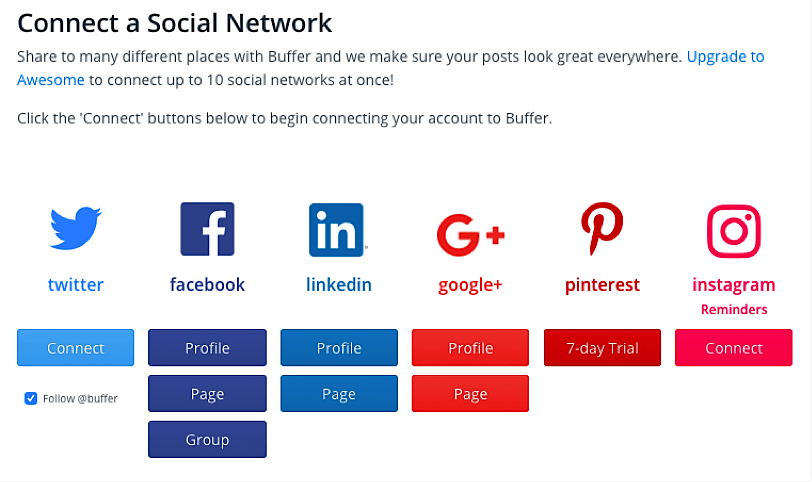 Connect a Social Network
Share to many different places with Buffer and we make sure your posts look great everywhere. Upgrade to
Awesome to connect up to 10 social networks at once!
Click the 'Connect' buttons below to begin connecting your account to Buffer.
f in G+
twitter facebook linkedin google+ pinterest instagram
Reminders
Connect Profile Profile Profile 7-day Trial Connect
Follow @buffer Page Page Page
Group